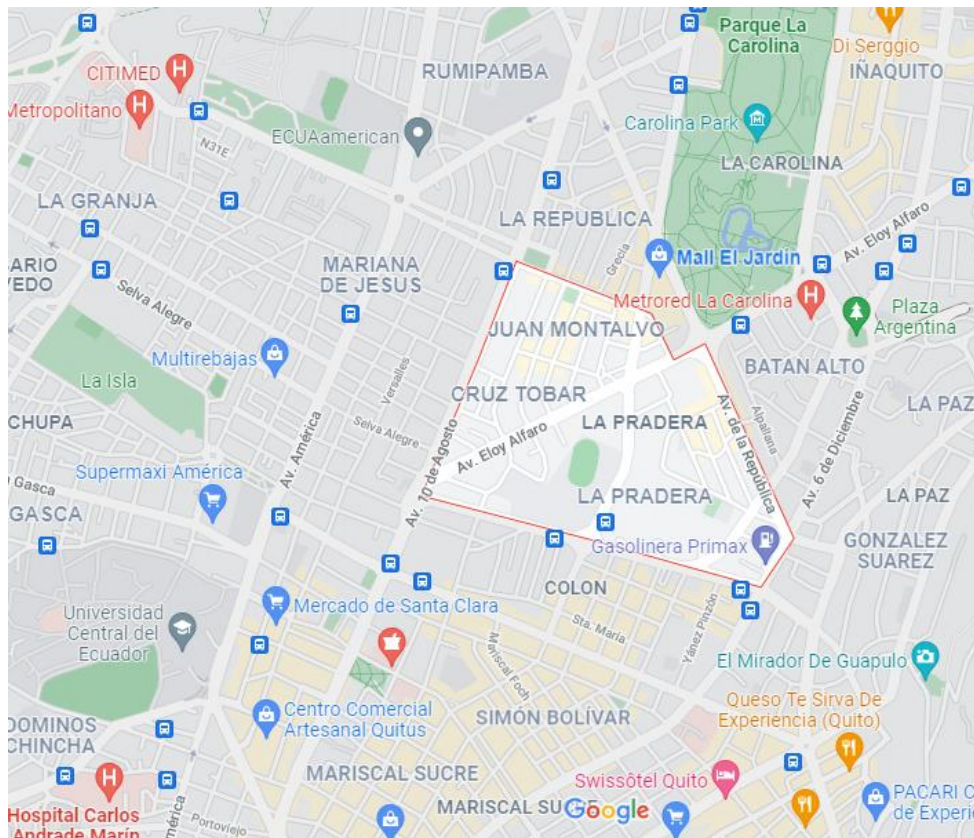 Parque La
Carolina
Di Serggio
CITIMED
RUMIPAMBA
IÑAQUITO
Metropolitano
N31E
ECUAamerican
Carolina Park
LA CAROLINA
LA GRANJA
LA REPUBLICA
Av. Eloy Alfaro
Grecia
Mall El Jardín
MARIANA
DE JESUS
Metrored La Carolina
Plaza
Argentina
Selva Alegre
JUAN MONTALVO
Multirebajas
La Isla
Versalles
CRUZ TOBAR
BATAN ALTO
CHUPA
Selva Alegre
LA PRADERA
Alpallana
LA PAZ
Av. América
Av. Eloy Alfaro
Av. de la República
Av. 6 de Diciembre
Supermaxi América
Av. 10 de Agosto
LA PRADERA
LA PAZ
Gasca
GASCA
Gasolinera Primax
GONZALEZ
SUAREZ
COLON
Universidad
Central del
Ecuador
Mercado de Santa Clara
Sta. María
Yánez Pinzón
Mariscal Foch
El Mirador De Guapulo
Queso Te Sirva De
Experiencia (Quito)
Centro Comercial
Artesanal Quitus
SIMÓN BOLÍVAR
DOMINOS
CHINCHA
MARISCAL SUCRE
Swissôtel Quito
Hospital Carlos
Andrade Marín
Portoviejo
MARISCAL
Google
PACARI C
de Experi